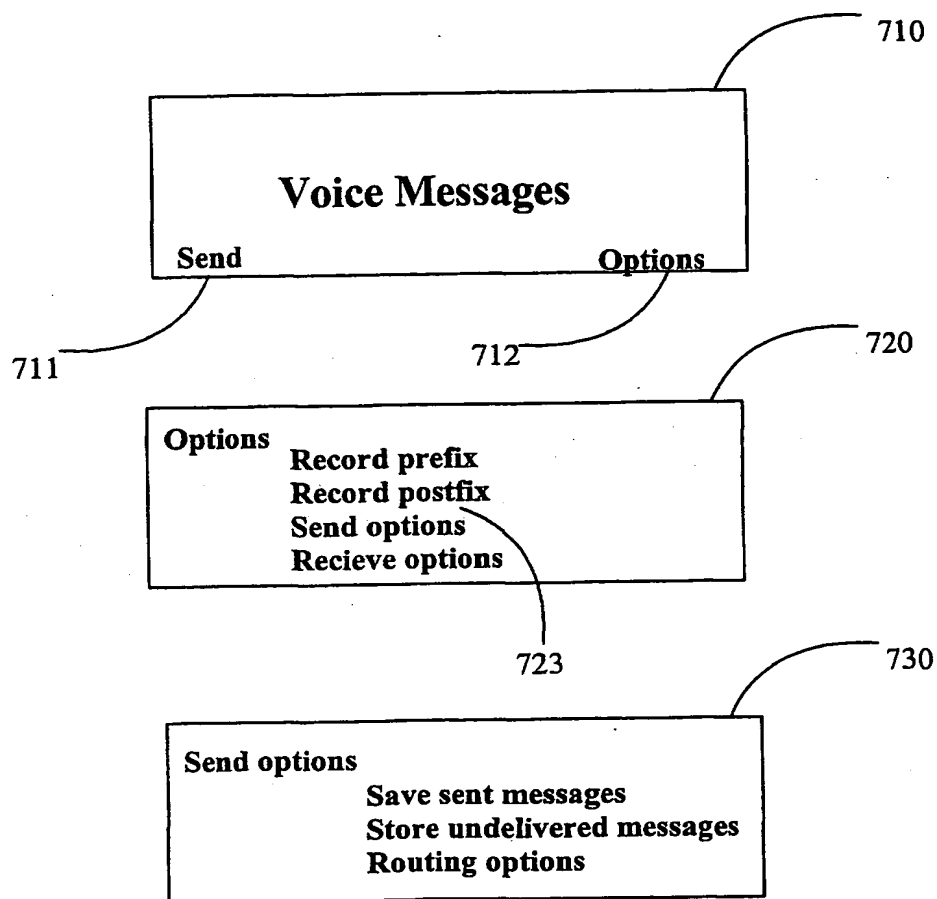 710
Voice Messages
Send Options
711
712
720
Options
Record prefix
Record postfix
Send options
Recieve options
723
730
Send options
Save sent messages
Store undelivered messages
Routing options